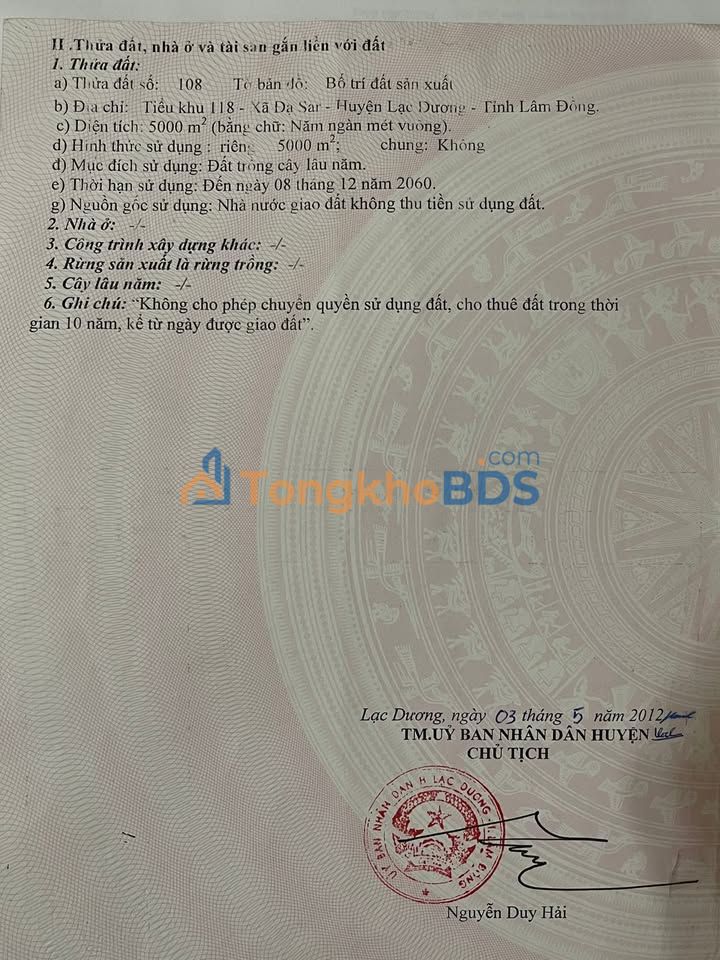 II .Thửa đất, nhà ở và tài sản gắn liền với đất
1. Thửa đất:
a) Thửa đất số: 108 Tờ bản đồ: Bố trí đất sản xuất
b) Địa chỉ: Tiểu khu 118 - Xã Đạ Sar - Huyện Lạc Dương - Tỉnh Lâm Đồng.
c) Diện tích: 5000 m² (bằng chữ: Năm ngàn mét vuông).
d) Hình thức sử dụng : riêng 5000 m²; chung: Không
đ) Mục đích sử dụng: Đất trồng cây lâu năm.
e) Thời hạn sử dụng: Đến ngày 08 tháng 12 năm 2060.
g) Nguồn gốc sử dụng: Nhà nước giao đất không thu tiền sử dụng đất.
2. Nhà ở: -/-
3. Công trình xây dựng khác: -/-
4. Rừng sản xuất là rừng trồng: -/-
5. Cây lâu năm: -/-
6. Ghi chú: “Không cho phép chuyển quyền sử dụng đất, cho thuê đất trong thời
gian 10 năm, kể từ ngày được giao đất”.
TongkhoBDS.com
Lạc Dương, ngày 03 tháng 5 năm 2012
TM.UỶ BAN NHÂN DÂN HUYỆN
CHỦ TỊCH
UỶ BAN NHÂN DÂN H LẠC DƯƠNG - T. LÂM ĐỒNG
Nguyễn Duy Hải